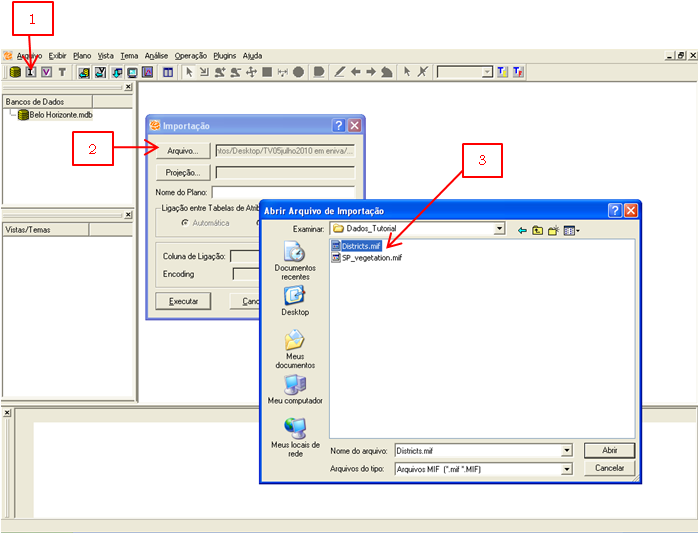 1
Arquivo Exibir Plano Vista Tema Análise Operação Plugins Ajuda
I V T
T T
Bancos de Dados
Belo Horizonte.mdb
Vistas/Temas
2
Importação
Arquivo...
ntos/Desktop/TV05julho2010 em eniva/...
Projeção...
Nome do Plano:
Ligação entre Tabelas de Atrib
Automática
Coluna de Ligação:
Encoding
Executar
Canc
3
Abrir Arquivo de Importação
Examinar:
Dados_Tutorial
Districts.mif
SP_vegetation.mif
Documentos
recentes
Desktop
Meus
documentos
Meu computador
Meus locais de
rede
Nome do arquivo:
Districts.mif
Abrir
Arquivos do tipo:
Arquivos MIF (*.mif *.MIF)
Cancelar